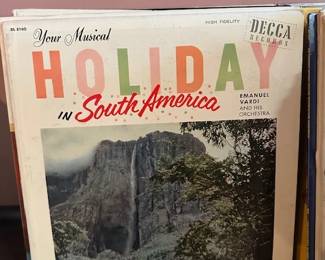 DL 8140
HIGH FIDELITY
DECCA
RECORDS
Your Musical
HOLIDAY
IN South America
EMANUEL
VARDI
AND HIS
ORCHESTRA